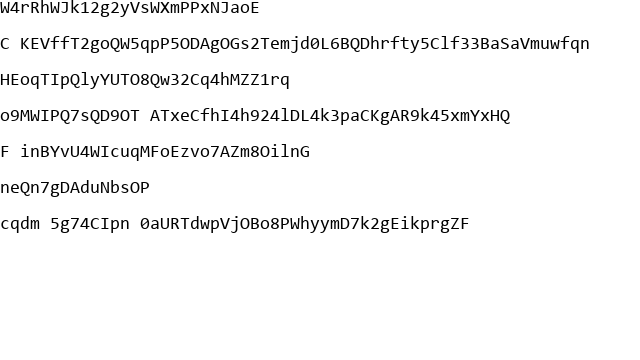 W4rRhWJk12g2yVsWXmPPxNJaoE
C KEVffT2goQW5qpP5ODAgOGs2Temjd0L6BQDhrfty5Clf33BaSaVmuwfqn
HEoqTIpQlyYUTO8Qw32Cq4hMZZ1rq
o9MWIPQ7sQD9OT ATxeCfhI4h924lDL4k3paCKgAR9k45xmYxHQ
F inBYvU4WIcuqMFoEzvo7AZm8OilnG
neQn7gDAduNbsOP
cqdm 5g74CIpn 0aURTdwpVjOBo8PWhyymD7k2gEikprgZF